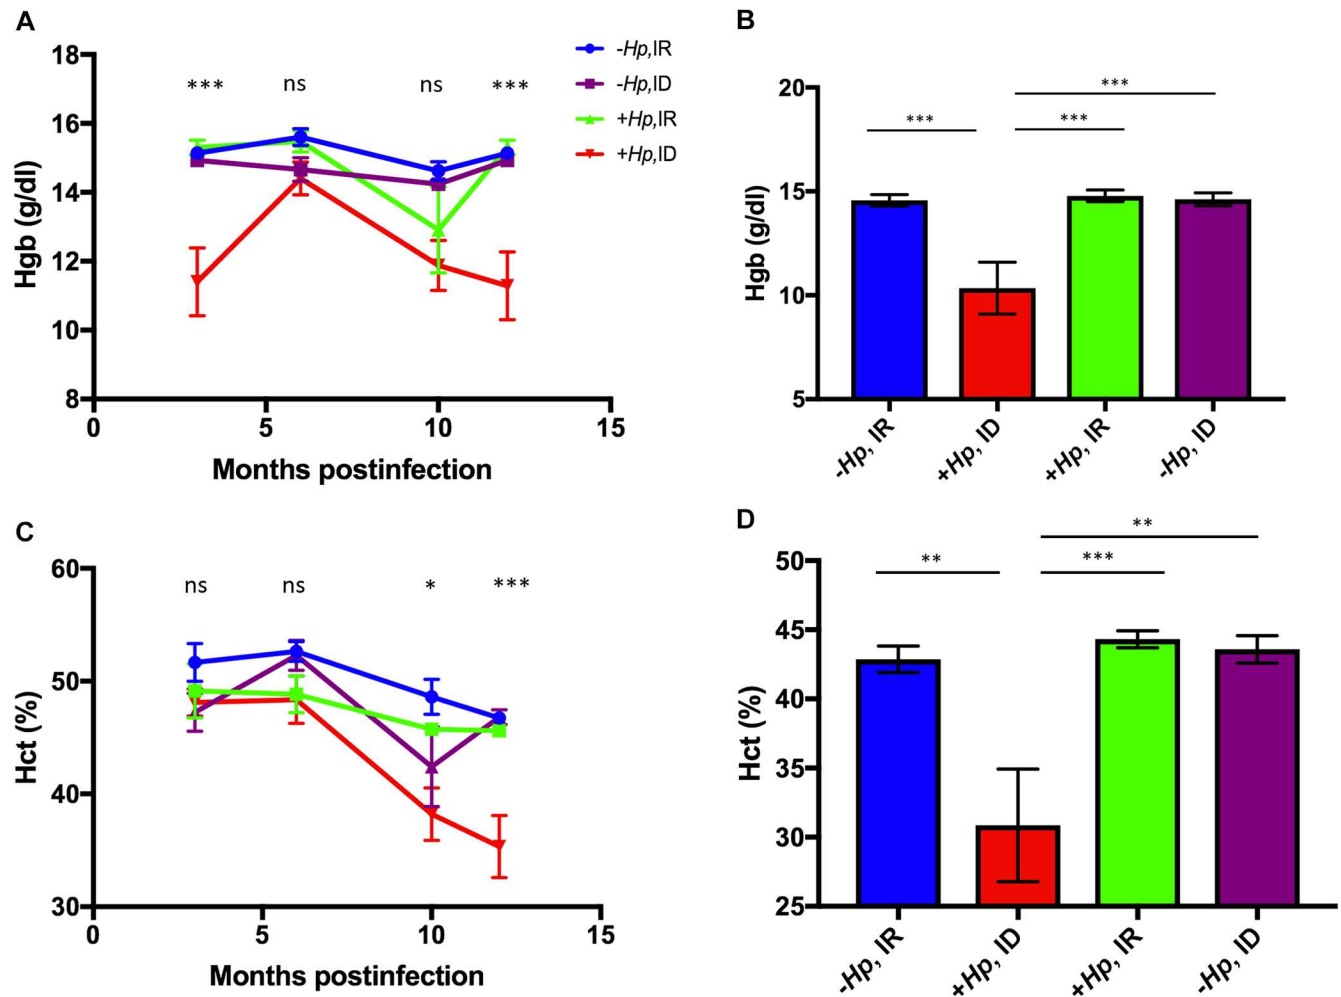 A
Hgb (g/dl)
18
16
14
12
10
8
*** ns ns ***
-Hp,IR
-Hp,ID
+Hp,IR
+Hp,ID
0 5 10 15
Months postinfection
B
Hgb (g/dl)
20
15
10
5
***
*** ***
-Hp, IR
+Hp, ID
+Hp, IR
-Hp, ID
C
Hct (%)
60
50
40
30
ns ns * ***
0 5 10 15
Months postinfection
D
Hct (%)
50
45
40
35
30
25
**
** ***
-Hp, IR
+Hp, ID
+Hp, IR
-Hp, ID